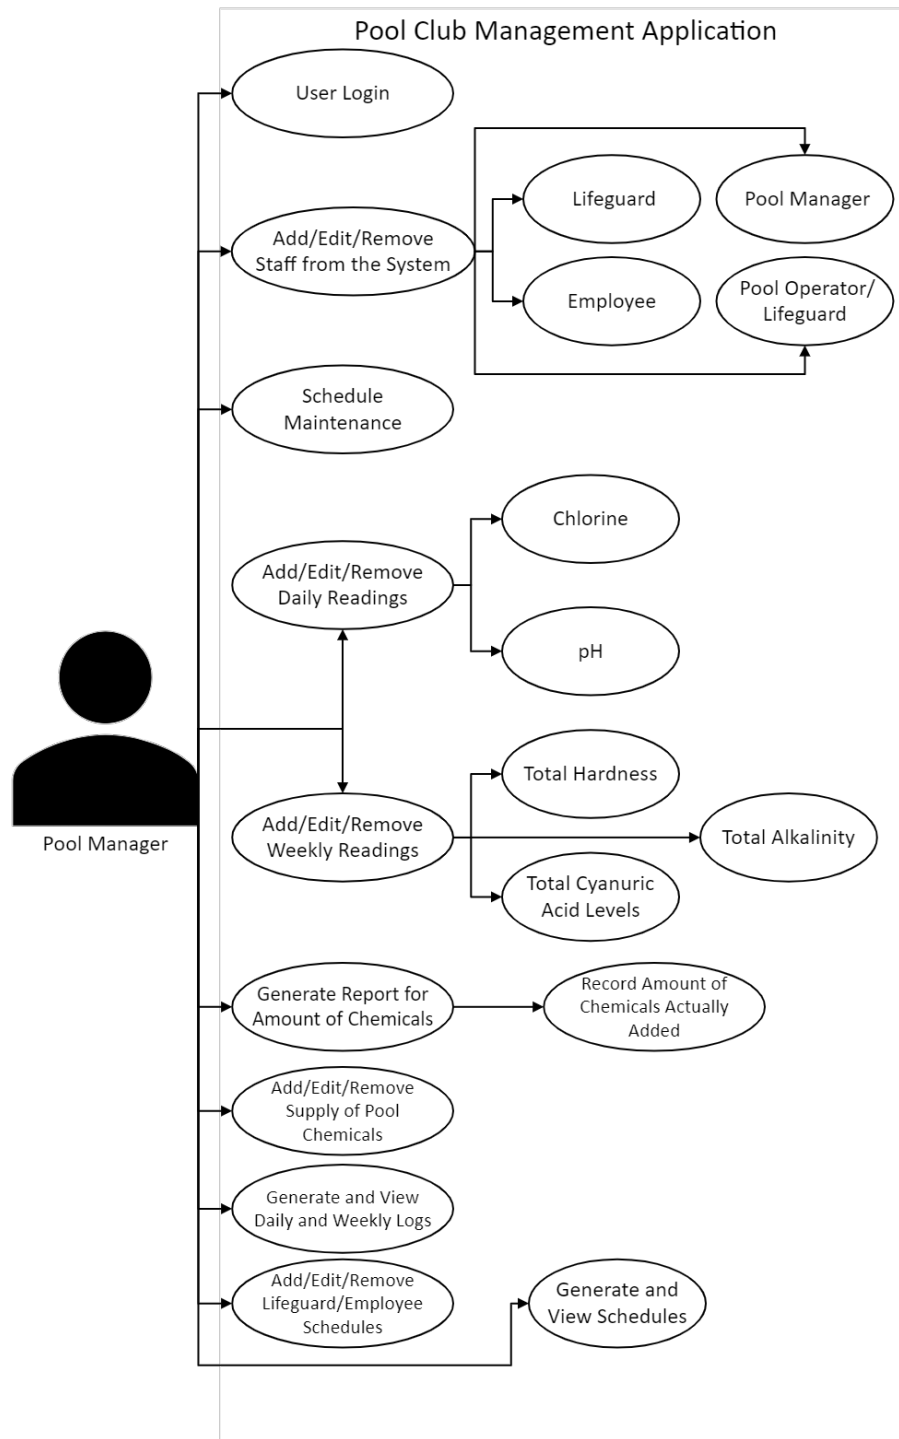 Pool Club Management Application
User Login
Lifeguard
Pool Manager
Add/Edit/Remove
Staff from the System
Employee
Pool Operator/
Lifeguard
Schedule
Maintenance
Chlorine
Add/Edit/Remove
Daily Readings
pH
Total Hardness
Pool Manager
Add/Edit/Remove
Weekly Readings
Total Alkalinity
Total Cyanuric
Acid Levels
Generate Report for
Amount of Chemicals
Record Amount of
Chemicals Actually
Added
Add/Edit/Remove
Supply of Pool
Chemicals
Generate and View
Daily and Weekly Logs
Add/Edit/Remove
Lifeguard/Employee
Schedules
Generate and
View Schedules